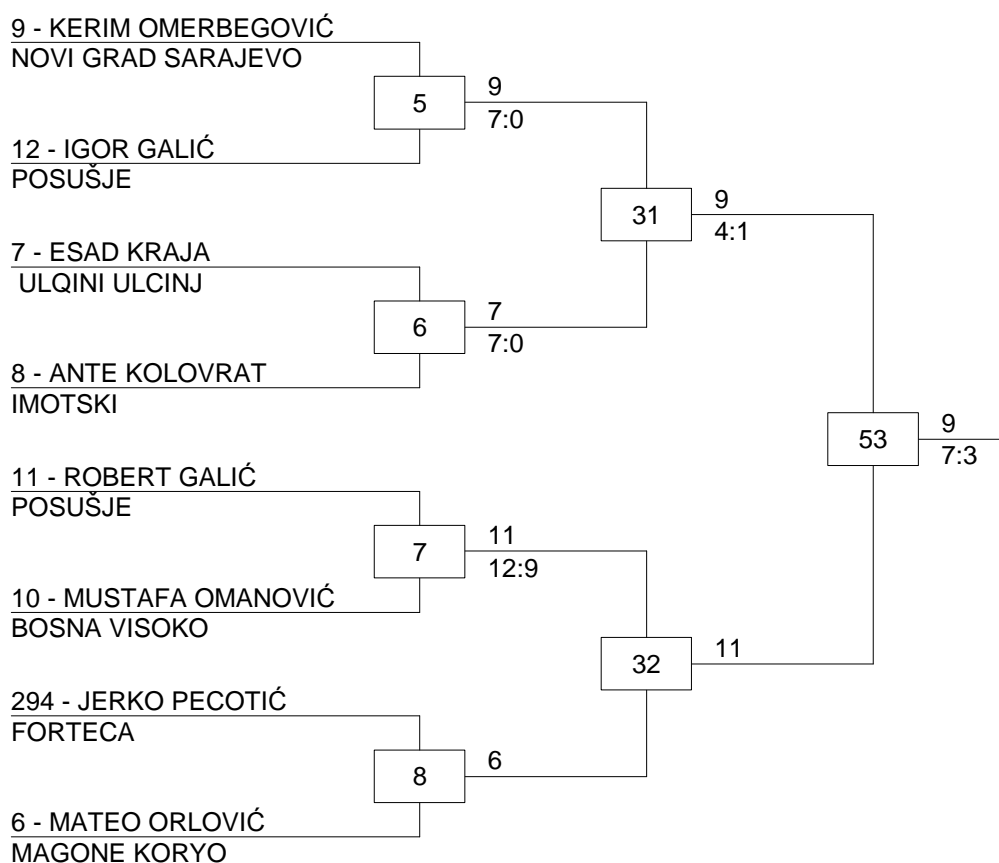 9 - KERIM OMERBEGOVIĆ
NOVI GRAD SARAJEVO
5
9
7:0
12 - IGOR GALIĆ
POSUŠJE
31
9
4:1
7 - ESAD KRAJA
ULQINI ULCINJ
6
7
7:0
8 - ANTE KOLOVRAT
IMOTSKI
53
9
7:3
11 - ROBERT GALIĆ
POSUŠJE
7
11
12:9
10 - MUSTAFA OMANOVIĆ
BOSNA VISOKO
32
11
294 - JERKO PECOTIĆ
FORTECA
8
6
6 - MATEO ORLOVIĆ
MAGONE KORYO